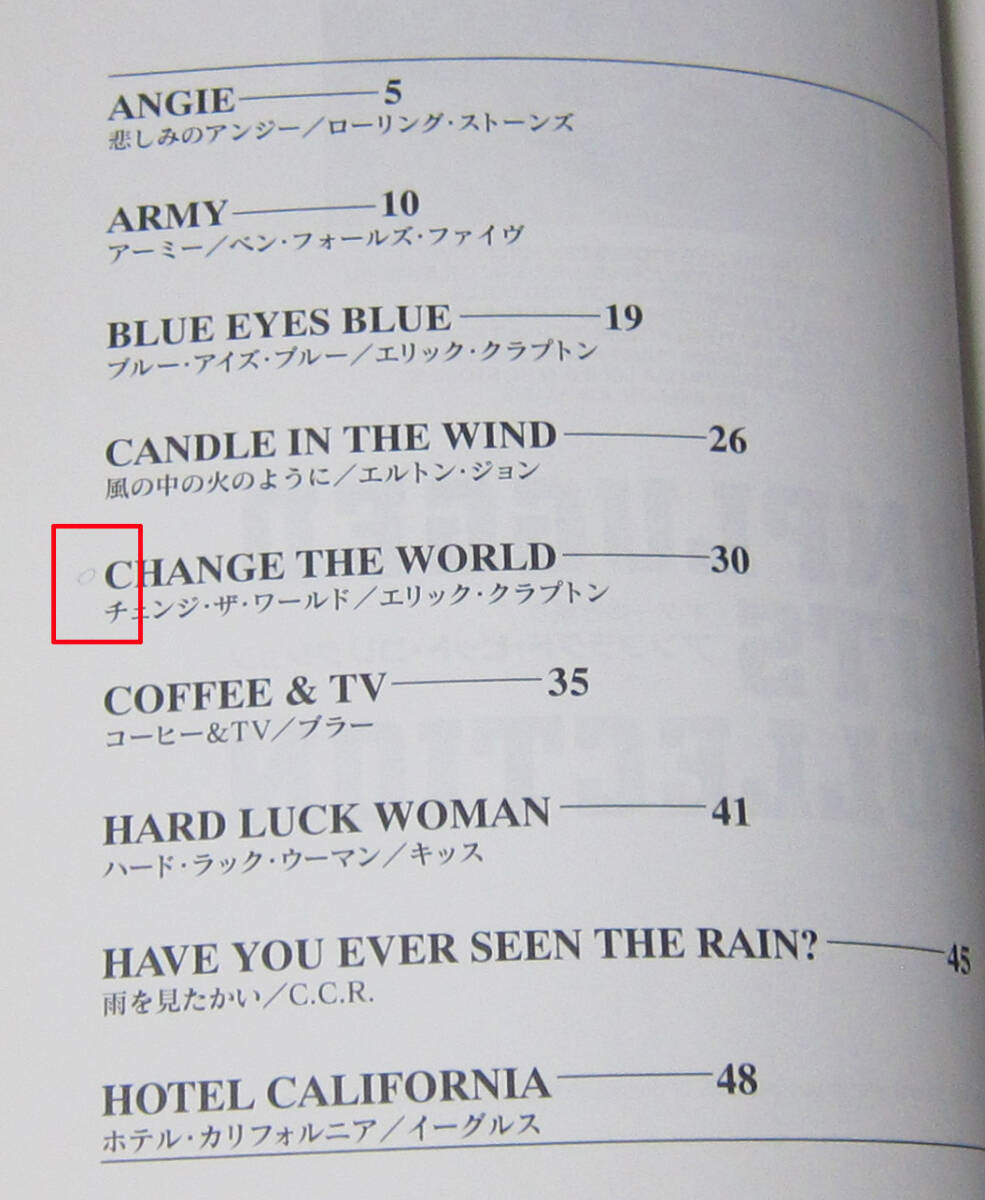 ANGIE 5
悲しみのアンジー／ローリング・ストーンズ
ARMY 10
アーミー／ベン・フォールズ・ファイヴ
BLUE EYES BLUE 19
ブルー・アイズ・ブルー／エリック・クラプトン
CANDLE IN THE WIND 26
風の中の火のように／エルトン・ジョン
CHANGE THE WORLD 30
チェンジ・ザ・ワールド／エリック・クラプトン
COFFEE & TV 35
コーヒー&TV／ブラー
HARD LUCK WOMAN 41
ハード・ラック・ウーマン／キッス
HAVE YOU EVER SEEN THE RAIN? 45
雨を見たかい／C.C.R.
HOTEL CALIFORNIA 48
ホテル・カリフォルニア／イーグルス